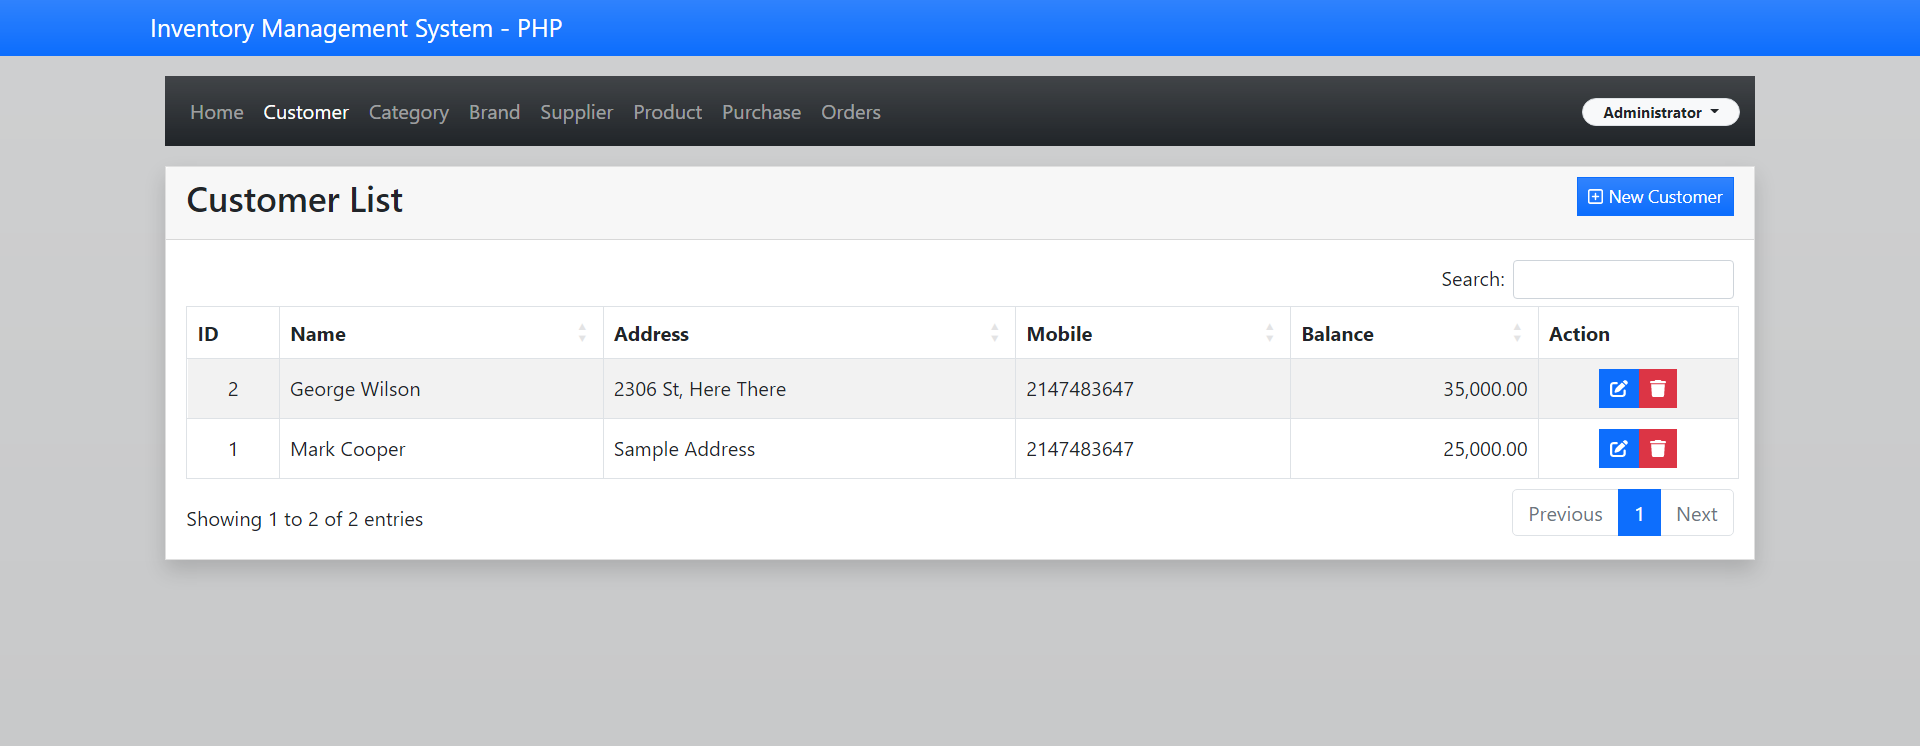 Inventory Management System - PHP
Home Customer Category Brand Supplier Product Purchase Orders Administrator
Customer List New Customer
Search:
ID Name Address Mobile Balance Action
2 George Wilson 2306 St, Here There 2147483647 35,000.00
1 Mark Cooper Sample Address 2147483647 25,000.00
Showing 1 to 2 of 2 entries Previous 1 Next